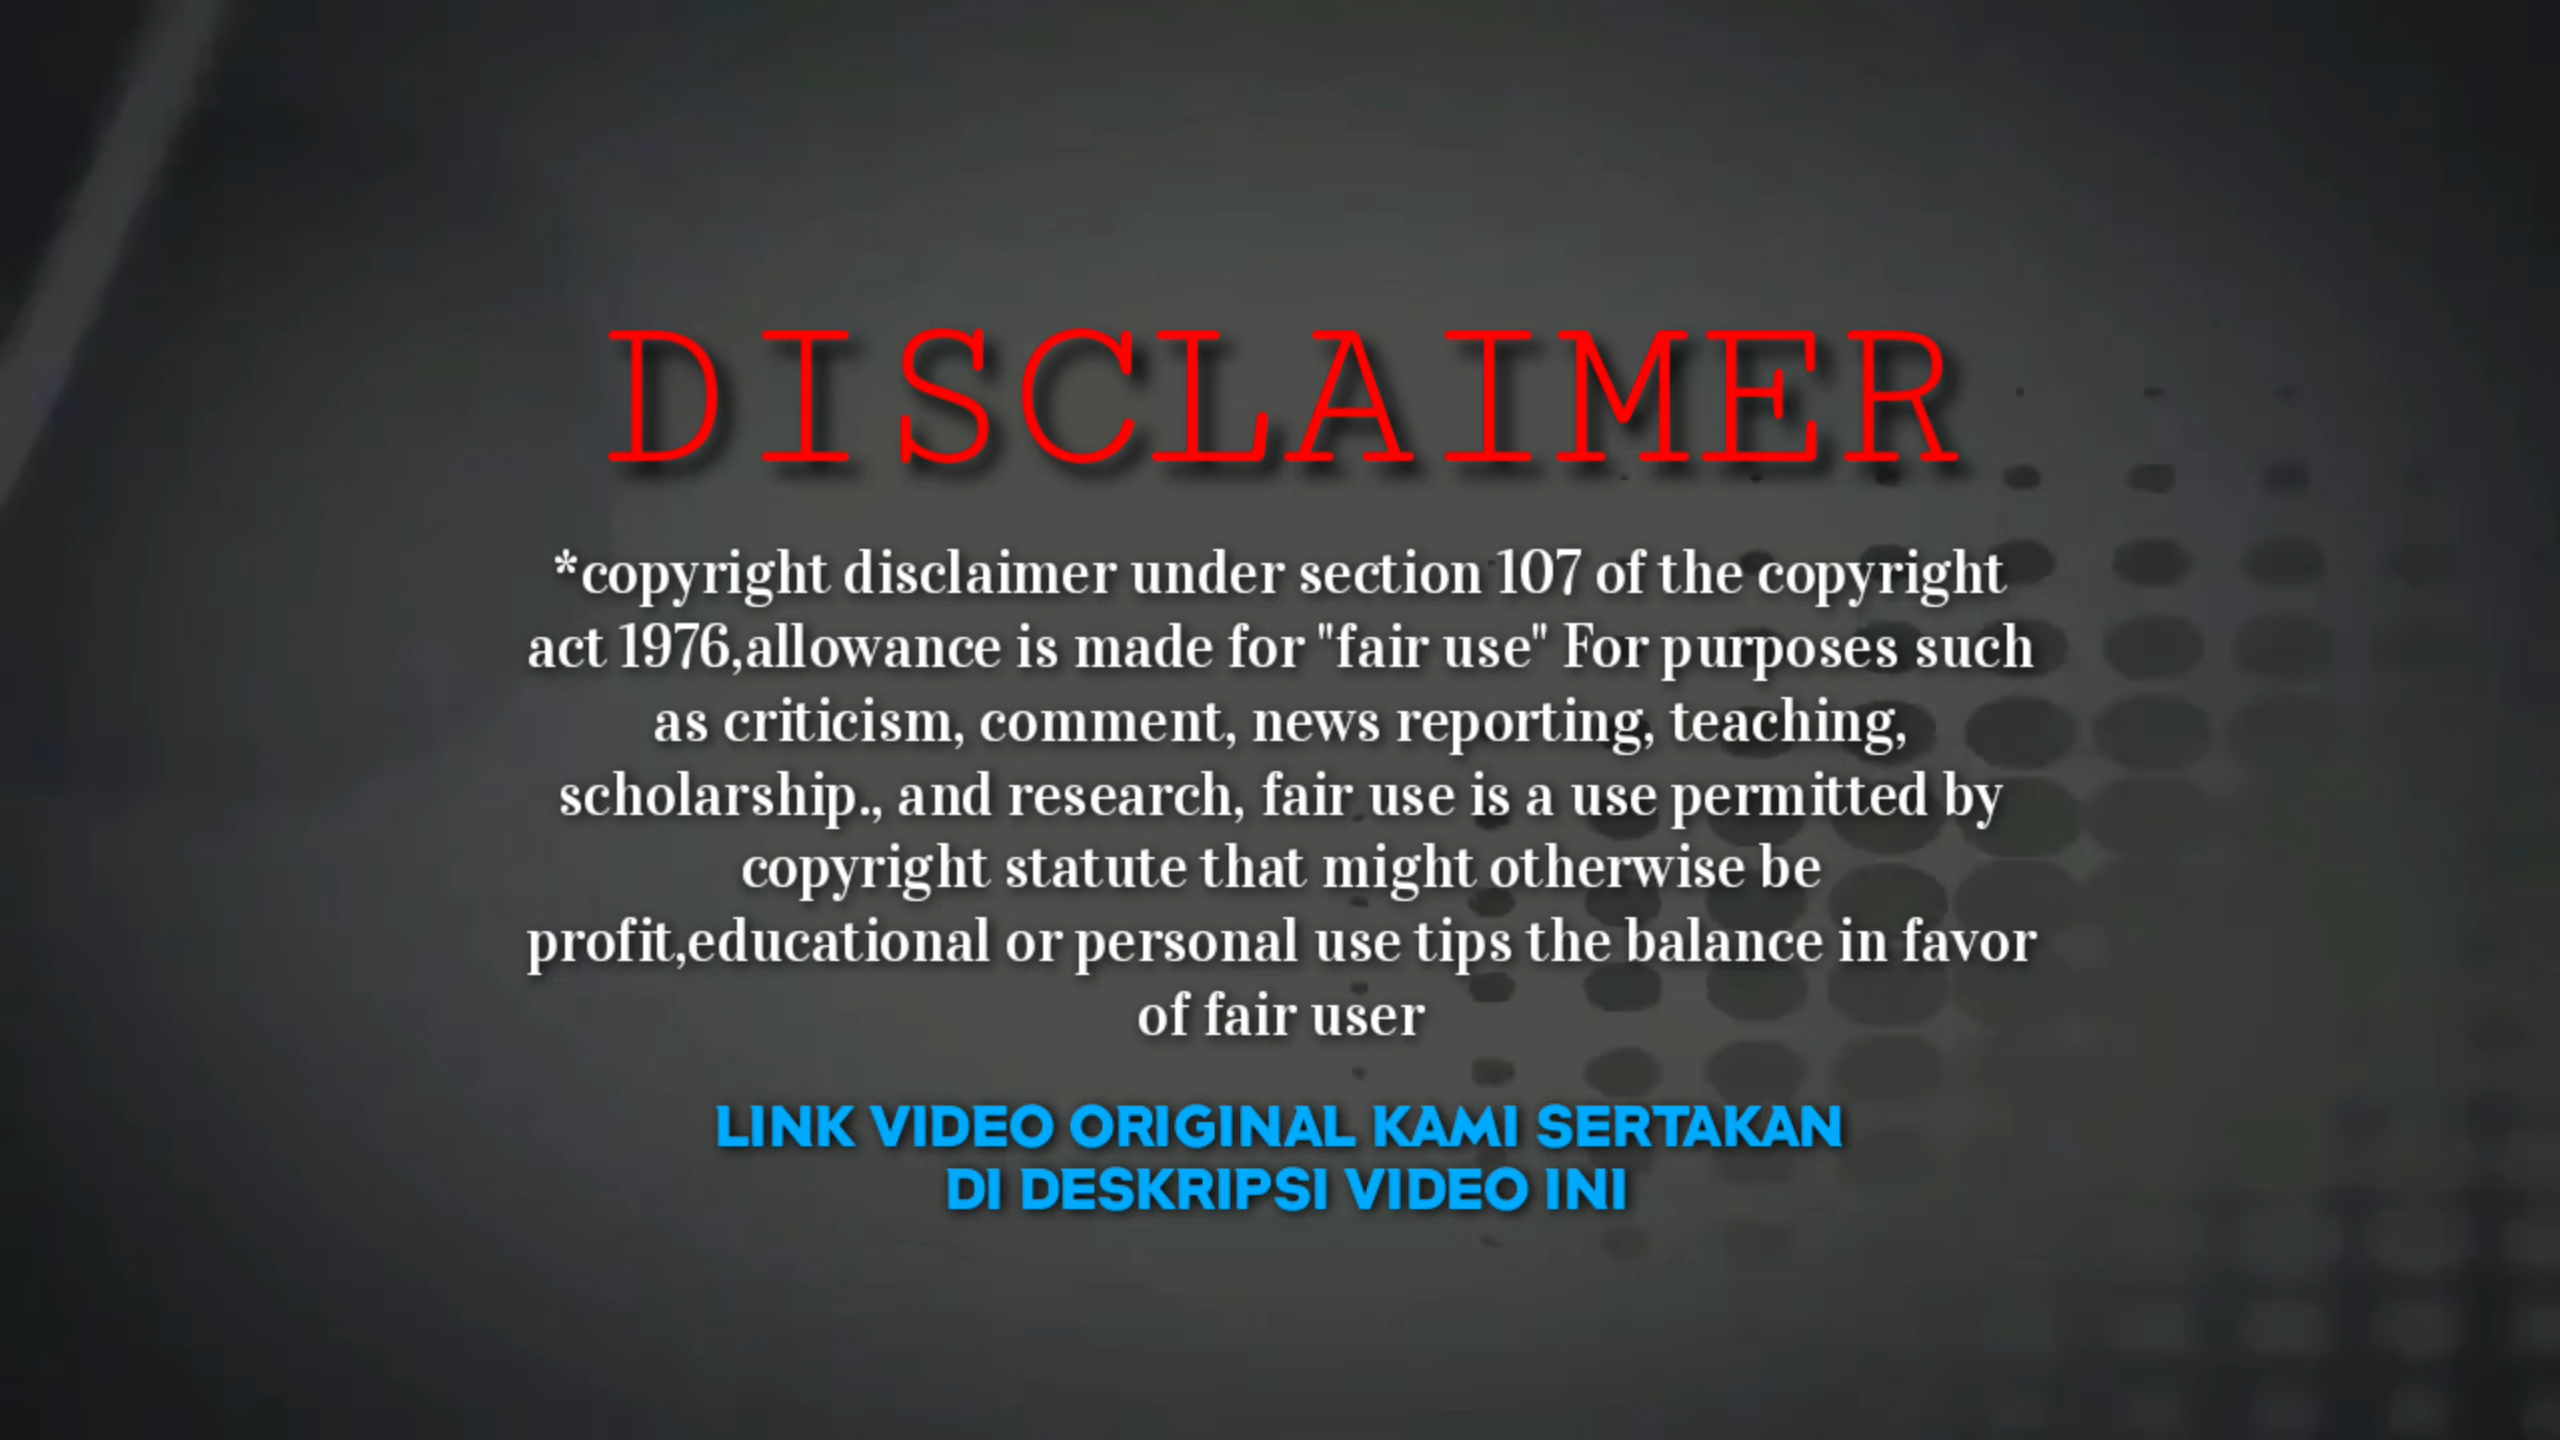 DISCLAIMER
*copyright disclaimer under section 107 of the copyright
act 1976,allowance is made for "fair use" For purposes such
as criticism, comment, news reporting, teaching,
scholarship., and research, fair use is a use permitted by
copyright statute that might otherwise be
profit,educational or personal use tips the balance in favor
of fair user
LINK VIDEO ORIGINAL KAMI SERTAKAN
DI DESKRIPSI VIDEO INI